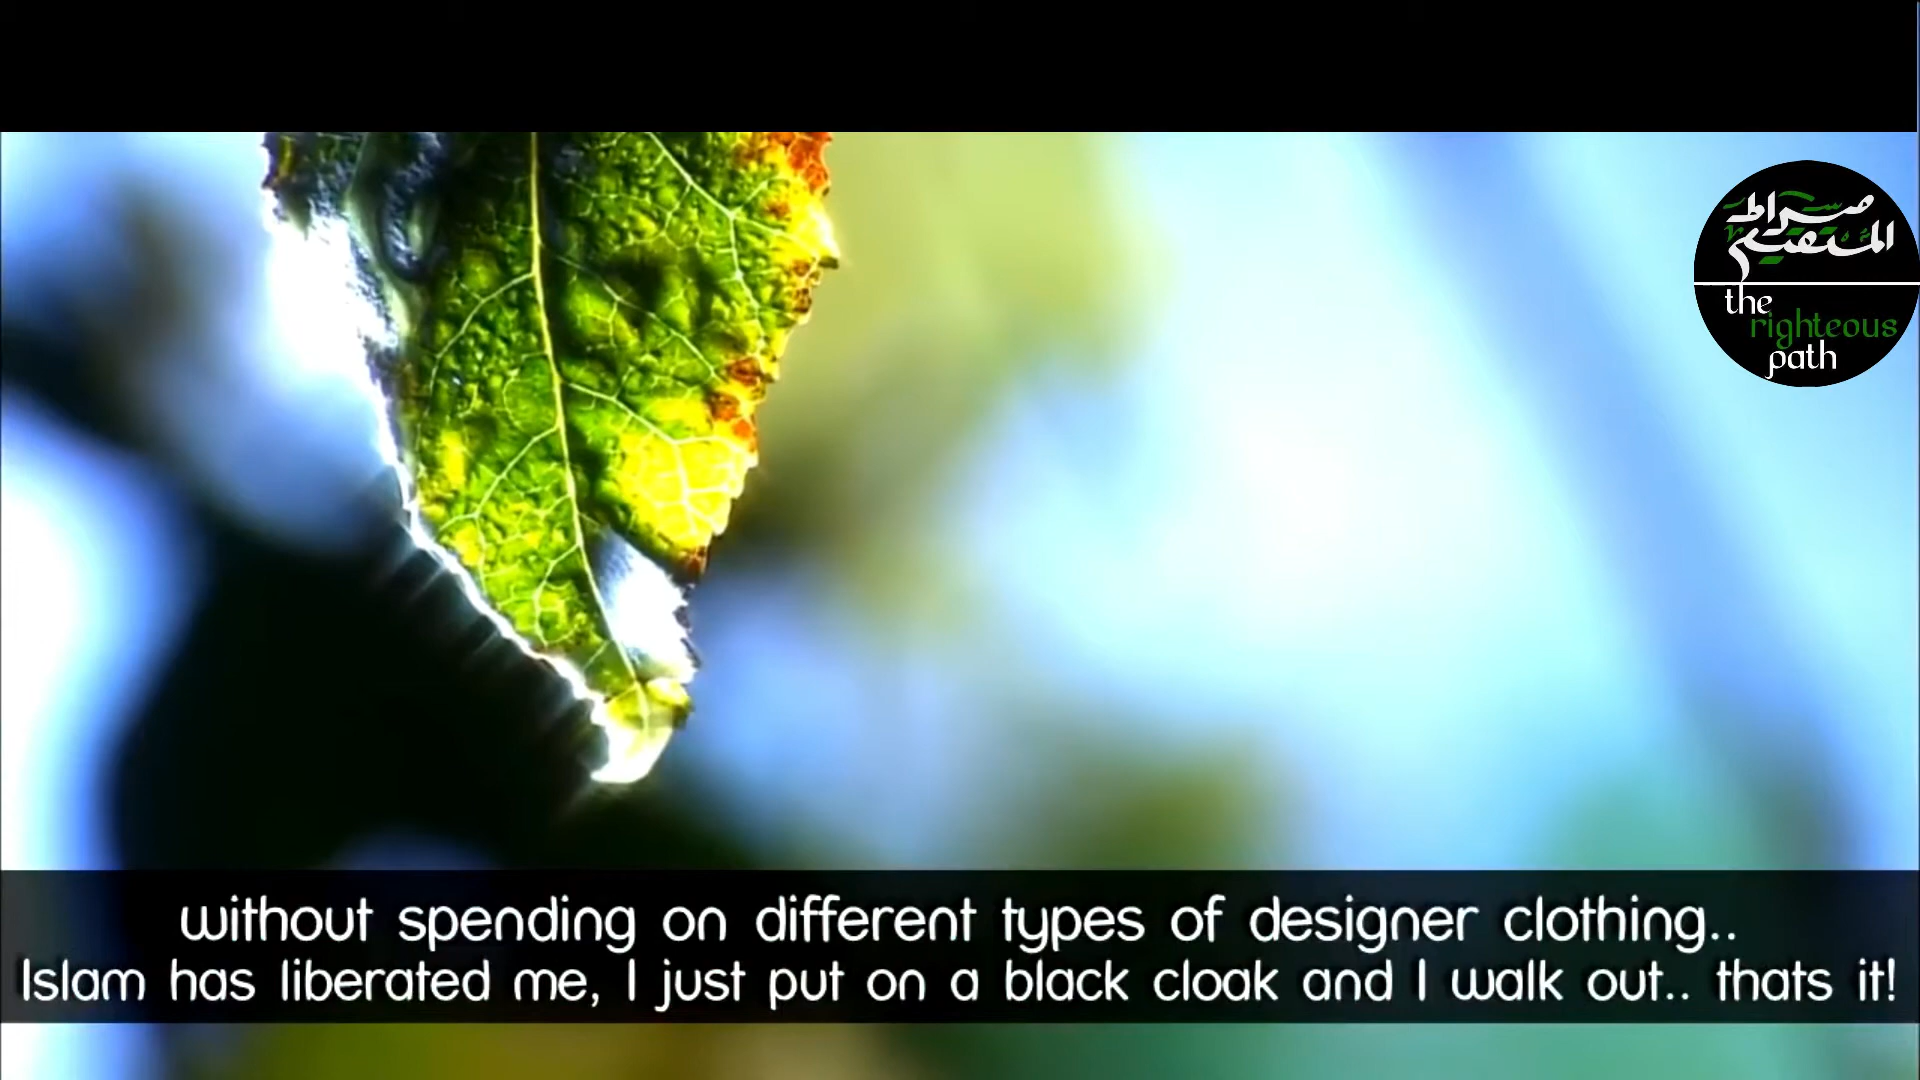 صراط
المستقيم
the
righteous
path
without spending on different types of designer clothing..
Islam has liberated me, I just put on a black cloak and I walk out.. thats it!